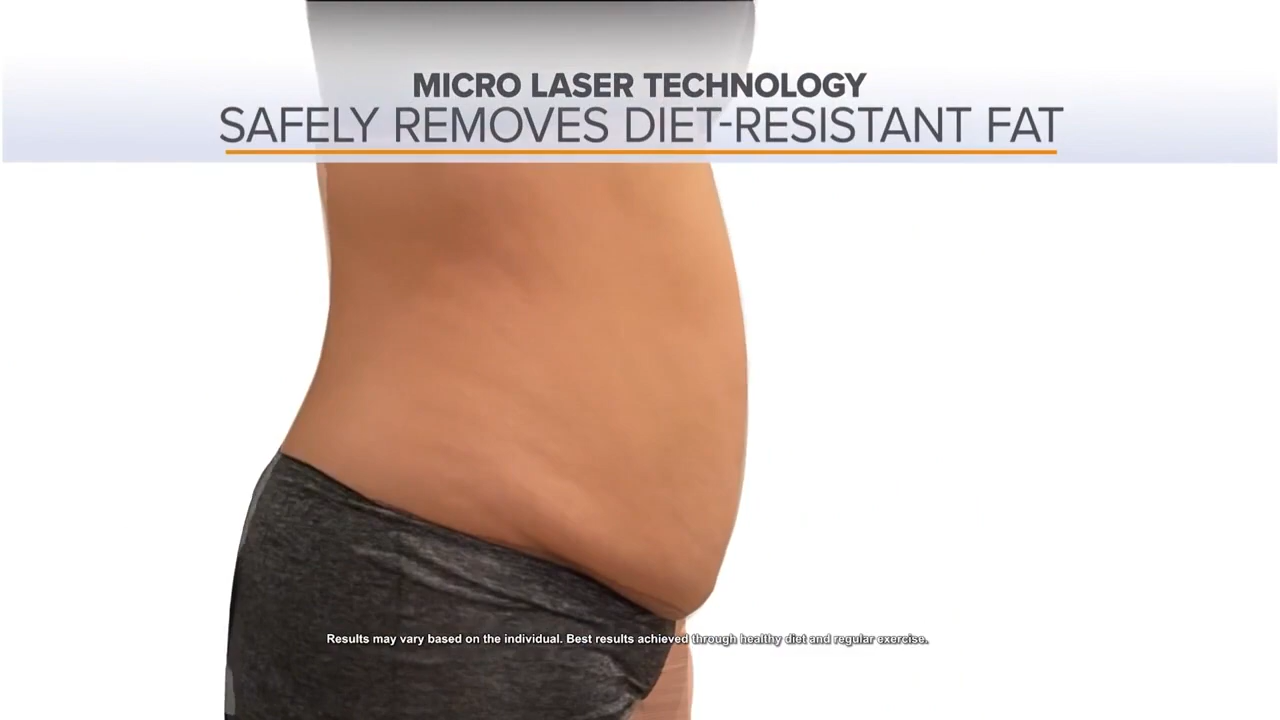 MICRO LASER TECHNOLOGY
SAFELY REMOVES DIET-RESISTANT FAT
Results may vary based on the individual. Best results achieved through healthy diet and regular exercise.